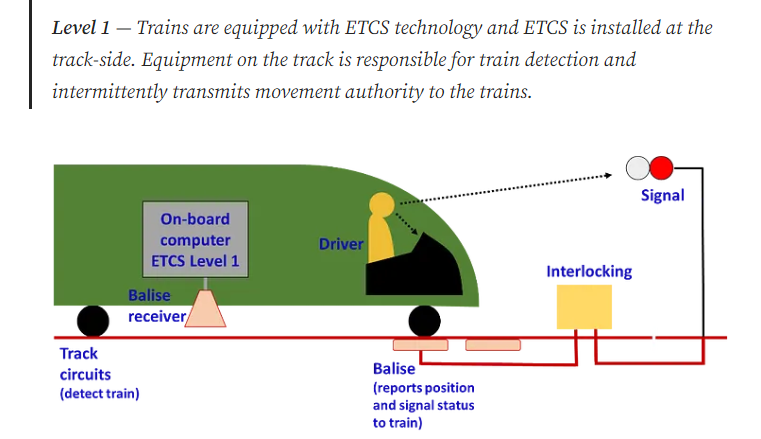 Level 1 — Trains are equipped with ETCS technology and ETCS is installed at the
track-side. Equipment on the track is responsible for train detection and
intermittently transmits movement authority to the trains.
Signal
On-board
computer
ETCS Level 1
Driver
Interlocking
Balise
receiver
Track
circuits
(detect train)
Balise
(reports position
and signal status
to train)